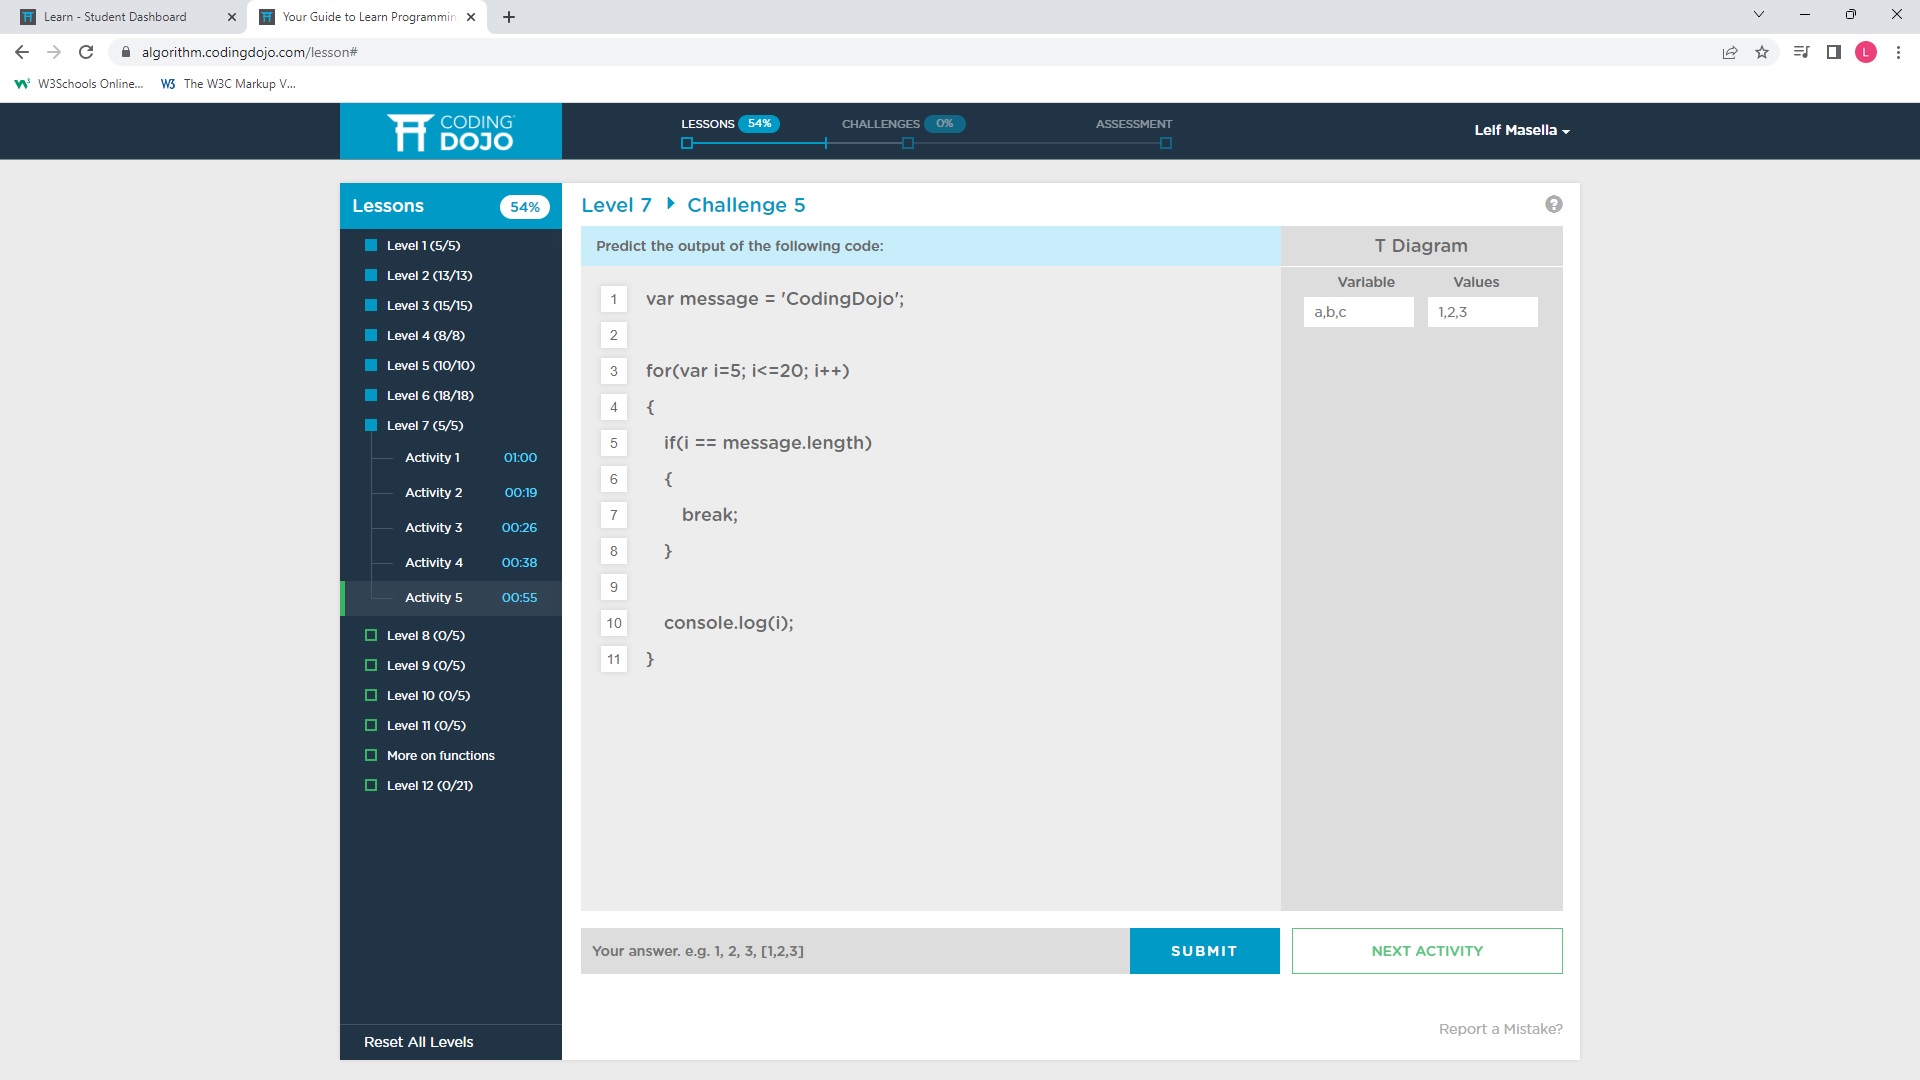 Learn - Student Dashboard
Your Guide to Learn Programmin
algorithm.codingdojo.com/lesson#
L
W3Schools Online...
W3 The W3C Markup V...
CODING
DOJO
LESSONS 54%
CHALLENGES 0%
ASSESSMENT
Leif Masella
Lessons 54%
Level 1 (5/5)
Level 2 (13/13)
Level 3 (15/15)
Level 4 (8/8)
Level 5 (10/10)
Level 6 (18/18)
Level 7 (5/5)
Activity 1 01:00
Activity 2 00:19
Activity 3 00:26
Activity 4 00:38
Activity 5 00:55
Level 8 (0/5)
Level 9 (0/5)
Level 10 (0/5)
Level 11 (0/5)
More on functions
Level 12 (0/21)
Reset All Levels
Level 7 Challenge 5
?
Predict the output of the following code:
1 var message = 'CodingDojo';
2
3 for(var i=5; i<=20; i++)
4 {
5 if(i == message.length)
6 {
7 break;
8 }
9
10 console.log(i);
11 }
T Diagram
Variable Values
a,b,c 1,2,3
Your answer. e.g. 1, 2, 3, [1,2,3]
SUBMIT
NEXT ACTIVITY
Report a Mistake?